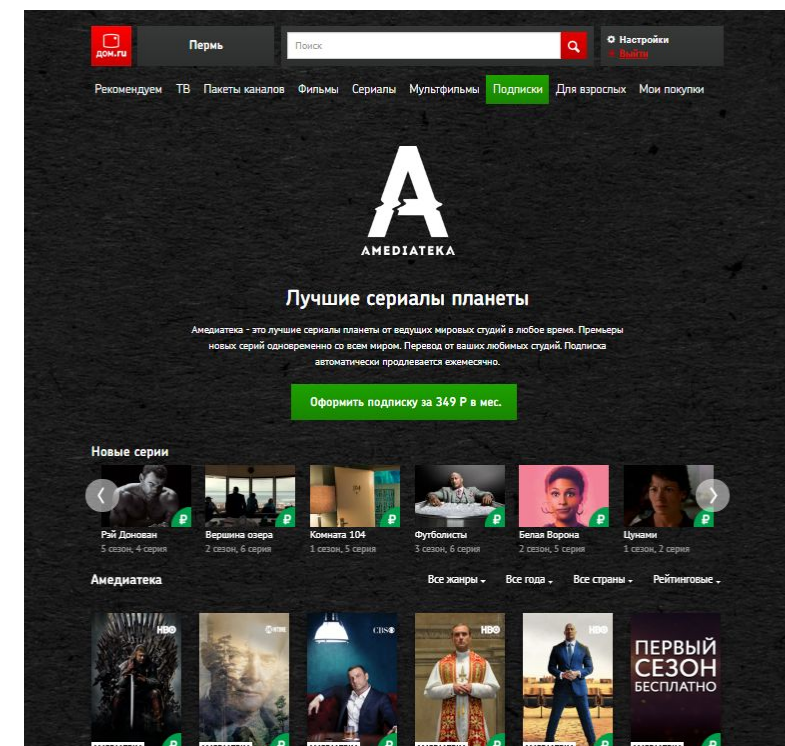 дом.ru
Пермь
Поиск
Настройки
Выйти
Рекомендуем ТВ Пакеты каналов Фильмы Сериалы Мультфильмы Подписки Для взрослых Мои покупки
A
AMEDIATEKA
Лучшие сериалы планеты
Амедиатека - это лучшие сериалы планеты от ведущих мировых студий в любое время. Премьеры
новых серий одновременно со всем миром. Перевод от ваших любимых студий. Подписка
автоматически продлевается ежемесячно.
Оформить подписку за 349 Р в мес.
Новые серии
104
₽ ₽ ₽ ₽ ₽ ₽
Рэй Донован Вершина озера Комната 104 Футболисты Белая Ворона Цунами
5 сезон, 4 серия 2 сезон, 6 серия 1 сезон, 5 серия 3 сезон, 6 серия 2 сезон, 5 серия 1 сезон, 2 серия
Амедиатека Все жанры Все года Все страны Рейтинговые
HBO SHOWTIME CBS HBO HBO
ПЕРВЫЙ
СЕЗОН
БЕСПЛАТНО